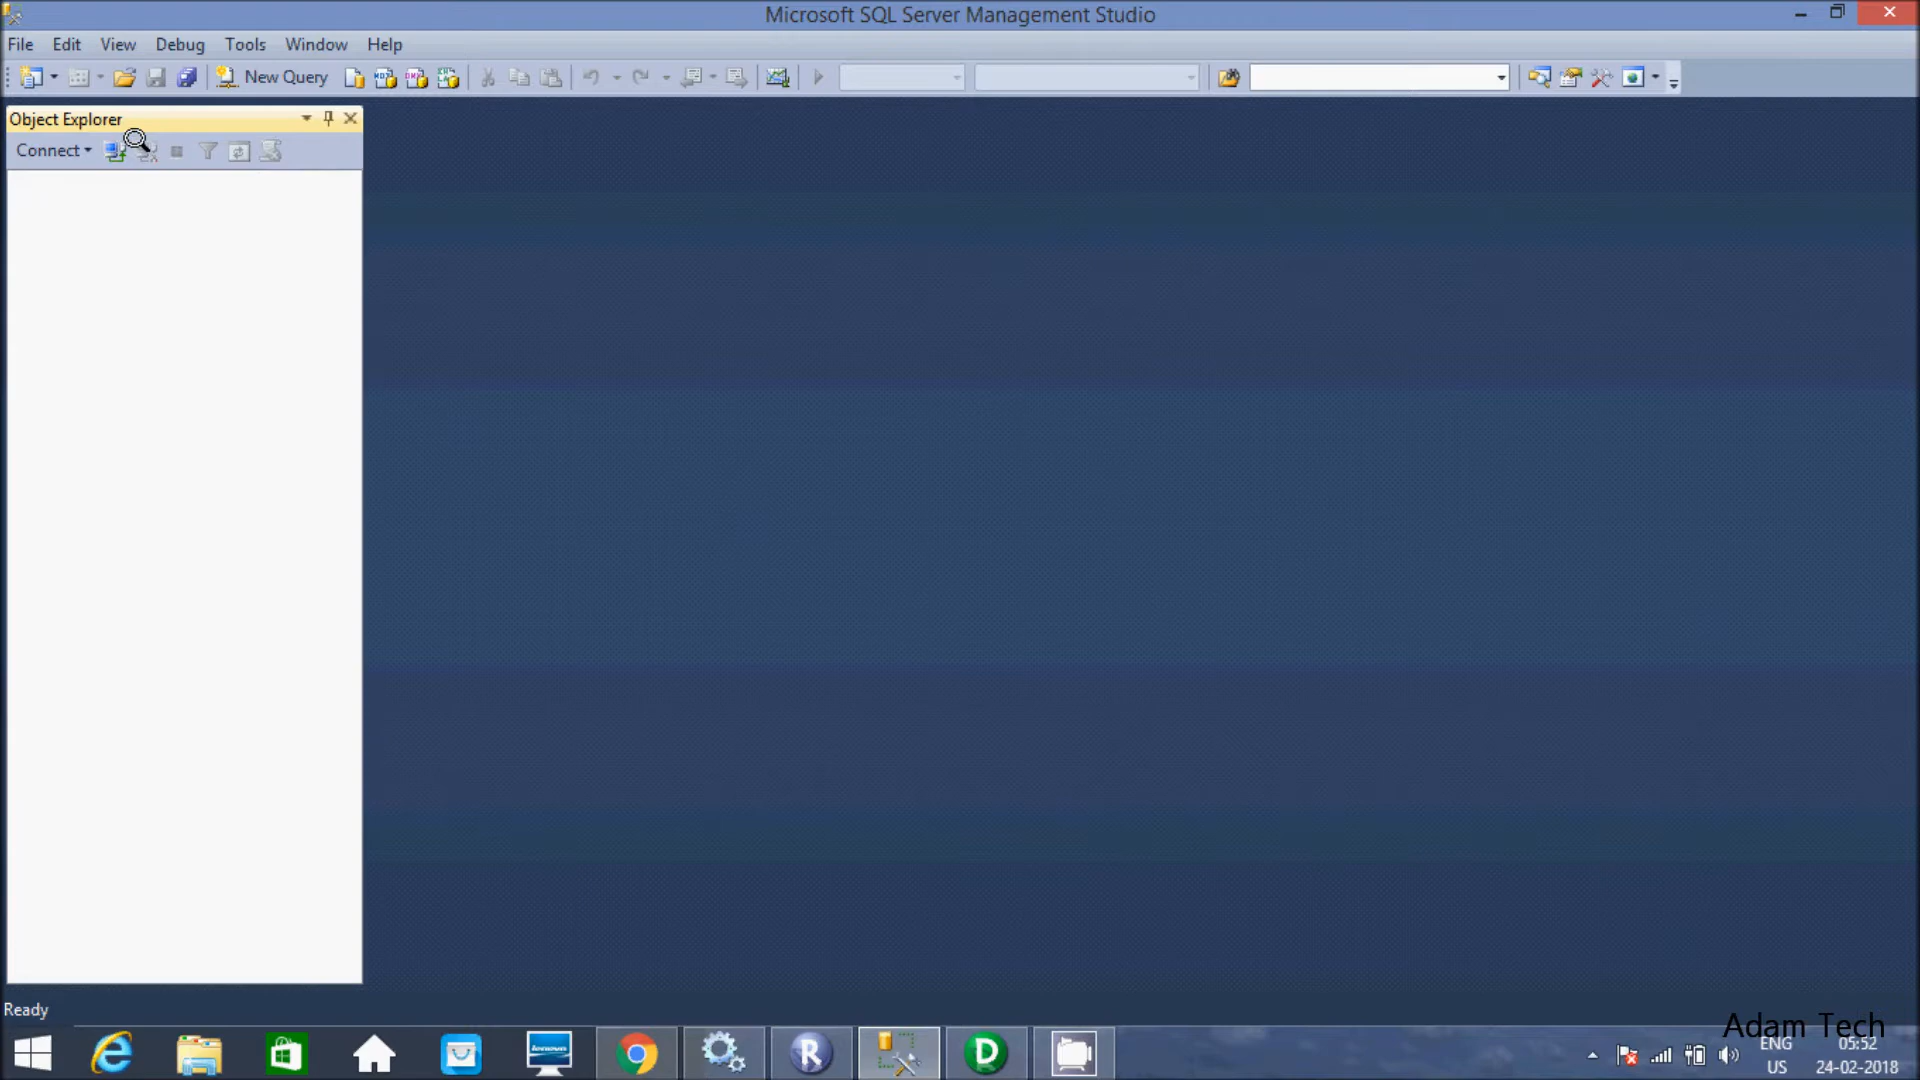 Microsoft SQL Server Management Studio
File Edit View Debug Tools Window Help
New Query
Object Explorer
Connect
Ready
Adam Tech
ENG 05:52
US 24-02-2018